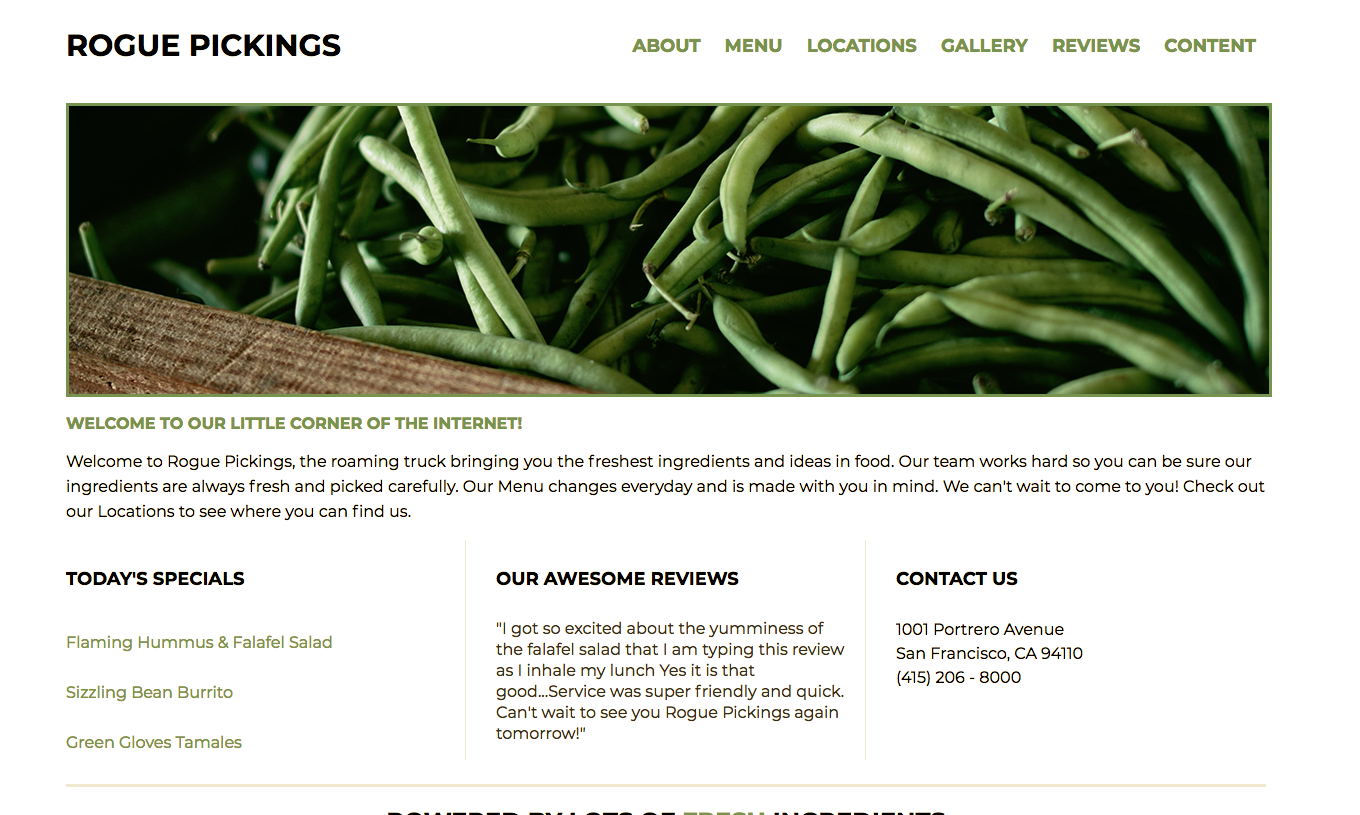 ROGUE PICKINGS
ABOUT MENU LOCATIONS GALLERY REVIEWS CONTENT
WELCOME TO OUR LITTLE CORNER OF THE INTERNET!
Welcome to Rogue Pickings, the roaming truck bringing you the freshest ingredients and ideas in food. Our team works hard so you can be sure our
ingredients are always fresh and picked carefully. Our Menu changes everyday and is made with you in mind. We can't wait to come to you! Check out
our Locations to see where you can find us.
TODAY'S SPECIALS
Flaming Hummus & Falafel Salad
Sizzling Bean Burrito
Green Gloves Tamales
OUR AWESOME REVIEWS
"I got so excited about the yumminess of
the falafel salad that I am typing this review
as I inhale my lunch Yes it is that
good...Service was super friendly and quick.
Can't wait to see you Rogue Pickings again
tomorrow!"
CONTACT US
1001 Portrero Avenue
San Francisco, CA 94110
(415) 206 - 8000
POWERED BY LOTS OF FRESH INGREDIENTS